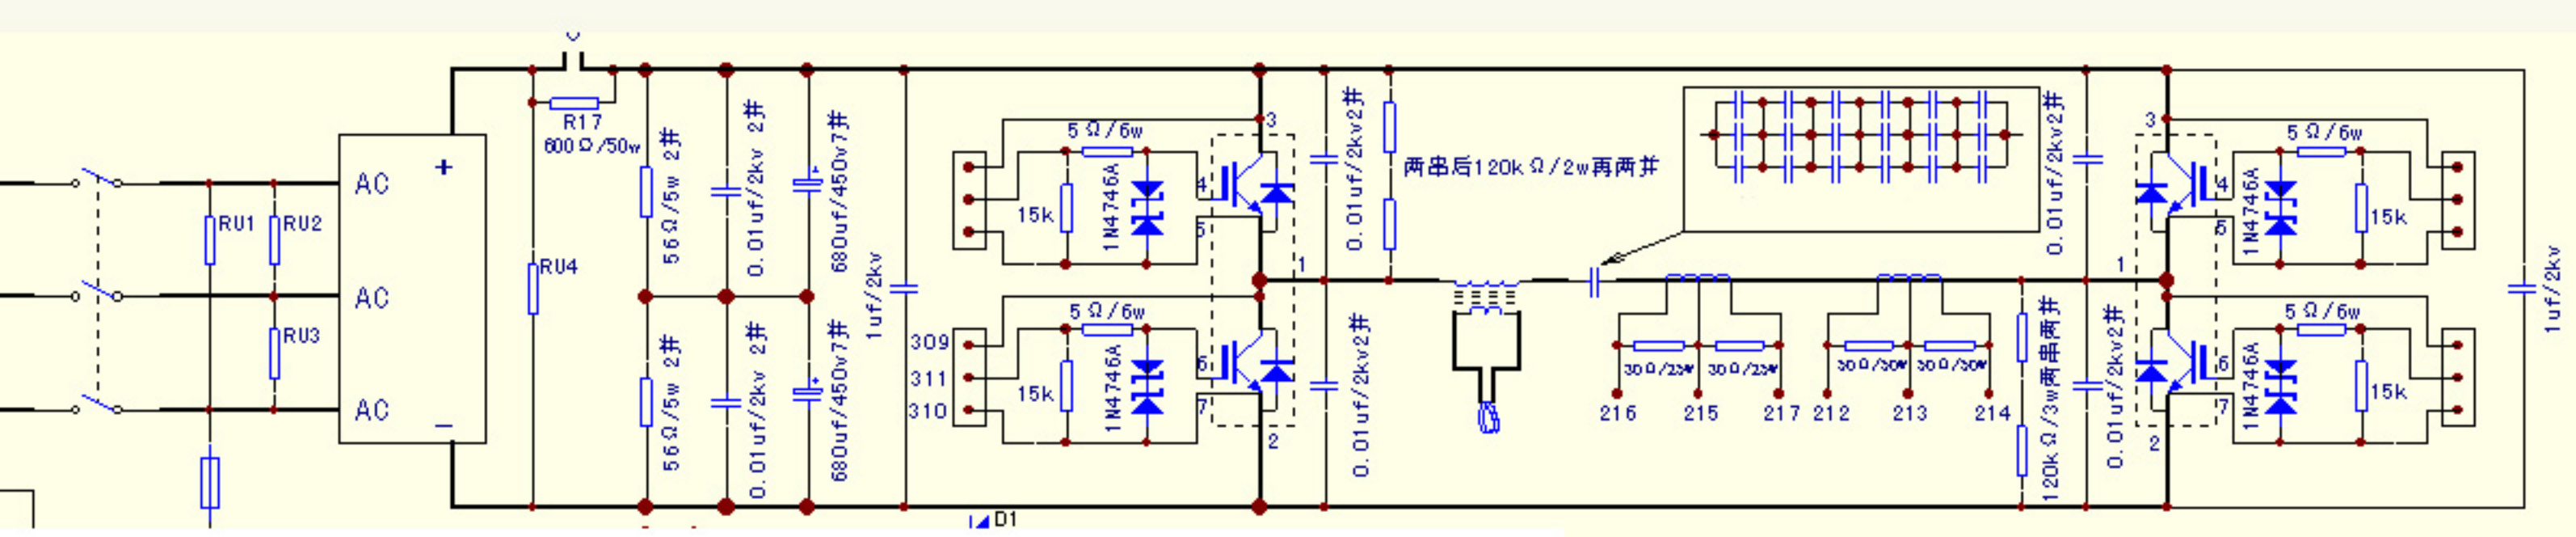 AC
AC
AC
+
−
RU1
RU2
RU3
RU4
R17
600Ω/50w
56Ω/5w 2并
56Ω/5w 2并
0.01uf/2kv 2并
0.01uf/2kv 2并
680uf/450v7并
680uf/450v7并
1uf/2kv
5Ω/6w
15k
1N4746A
3
4
5
1
309
311
310
5Ω/6w
15k
1N4746A
6
7
2
D1
0.01uf/2kv2并
0.01uf/2kv2并
两串后120kΩ/2w再两并
30Ω/25W
30Ω/25W
216
215
217
30Ω/30W
30Ω/30W
212
213
214
120kΩ/3w两串两并
0.01uf/2kv2并
0.01uf/2kv2并
3
4
5
1
5Ω/6w
1N4746A
15k
6
7
2
5Ω/6w
1N4746A
15k
1uf/2kv